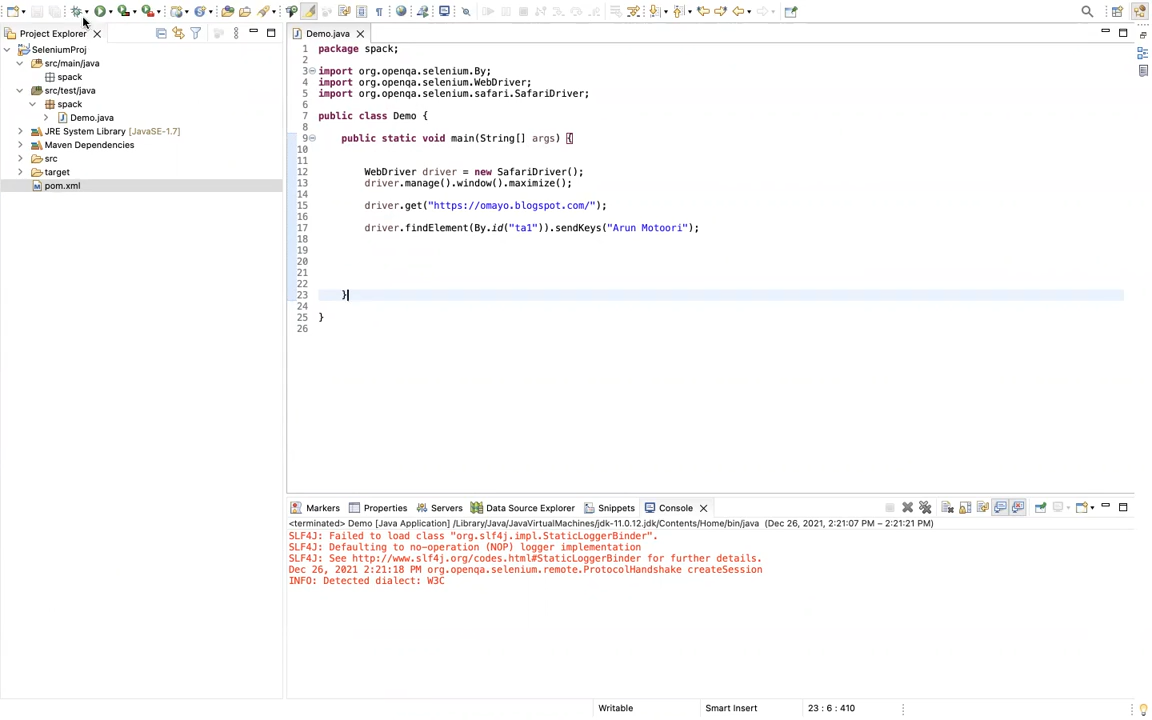 Project Explorer
SeleniumProj
src/main/java
spack
src/test/java
spack
Demo.java
JRE System Library [JavaSE-1.7]
Maven Dependencies
src
target
pom.xml
Demo.java
1 package spack;
2
3 import org.openqa.selenium.By;
4 import org.openqa.selenium.WebDriver;
5 import org.openqa.selenium.safari.SafariDriver;
6
7 public class Demo {
8
9 public static void main(String[] args) {
10
11
12 WebDriver driver = new SafariDriver();
13 driver.manage().window().maximize();
14
15 driver.get("https://omayo.blogspot.com/");
16
17 driver.findElement(By.id("ta1")).sendKeys("Arun Motoori");
18
19
20
21
22
23 }
24
25 }
26
Markers Properties Servers Data Source Explorer Snippets Console
<terminated> Demo [Java Application] /Library/Java/JavaVirtualMachines/jdk-11.0.12.jdk/Contents/Home/bin/java (Dec 26, 2021, 2:21:07 PM – 2:21:21 PM)
SLF4J: Failed to load class "org.slf4j.impl.StaticLoggerBinder".
SLF4J: Defaulting to no-operation (NOP) logger implementation
SLF4J: See http://www.slf4j.org/codes.html#StaticLoggerBinder for further details.
Dec 26, 2021 2:21:18 PM org.openqa.selenium.remote.ProtocolHandshake createSession
INFO: Detected dialect: W3C
Writable Smart Insert 23 : 6 : 410